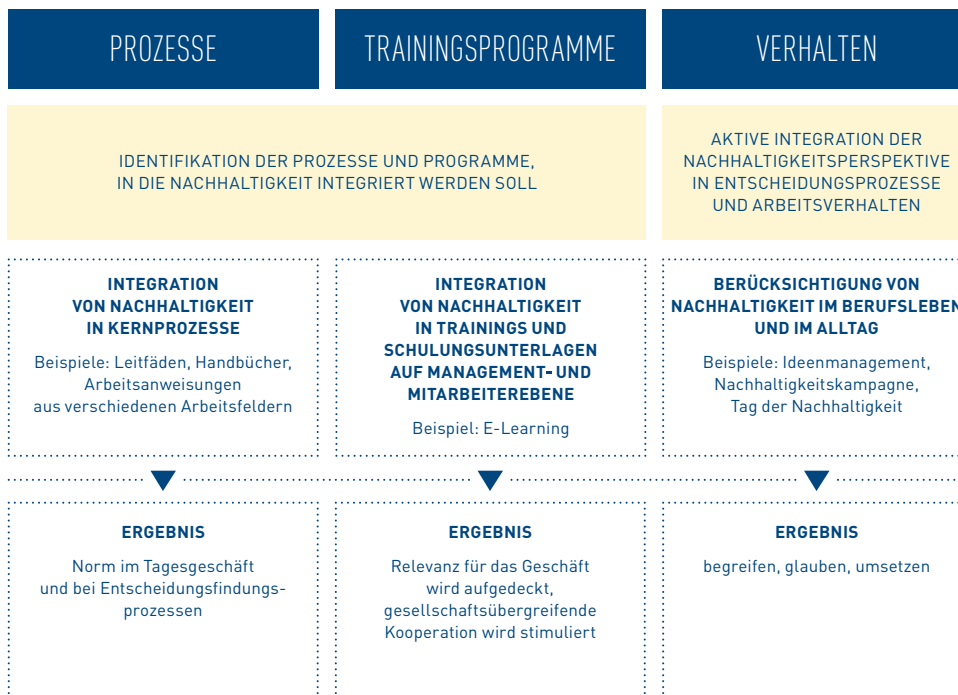 PROZESSE
TRAININGSPROGRAMME
VERHALTEN
IDENTIFIKATION DER PROZESSE UND PROGRAMME,
IN DIE NACHHALTIGKEIT INTEGRIERT WERDEN SOLL
AKTIVE INTEGRATION DER
NACHHALTIGKEITSPERSPEKTIVE
IN ENTSCHEIDUNGSPROZESSE
UND ARBEITSVERHALTEN
INTEGRATION
VON NACHHALTIGKEIT
IN KERNPROZESSE
Beispiele: Leitfäden, Handbücher,
Arbeitsanweisungen
aus verschiedenen Arbeitsfeldern
INTEGRATION
VON NACHHALTIGKEIT
IN TRAININGS UND
SCHULUNGSUNTERLAGEN
AUF MANAGEMENT- UND
MITARBEITEREBENE
Beispiel: E-Learning
BERÜCKSICHTIGUNG VON
NACHHALTIGKEIT IM BERUFSLEBEN
UND IM ALLTAG
Beispiele: Ideenmanagement,
Nachhaltigkeitskampagne,
Tag der Nachhaltigkeit
ERGEBNIS
Norm im Tagesgeschäft
und bei Entscheidungsfindungs-
prozessen
ERGEBNIS
Relevanz für das Geschäft
wird aufgedeckt,
gesellschaftsübergreifende
Kooperation wird stimuliert
ERGEBNIS
begreifen, glauben, umsetzen